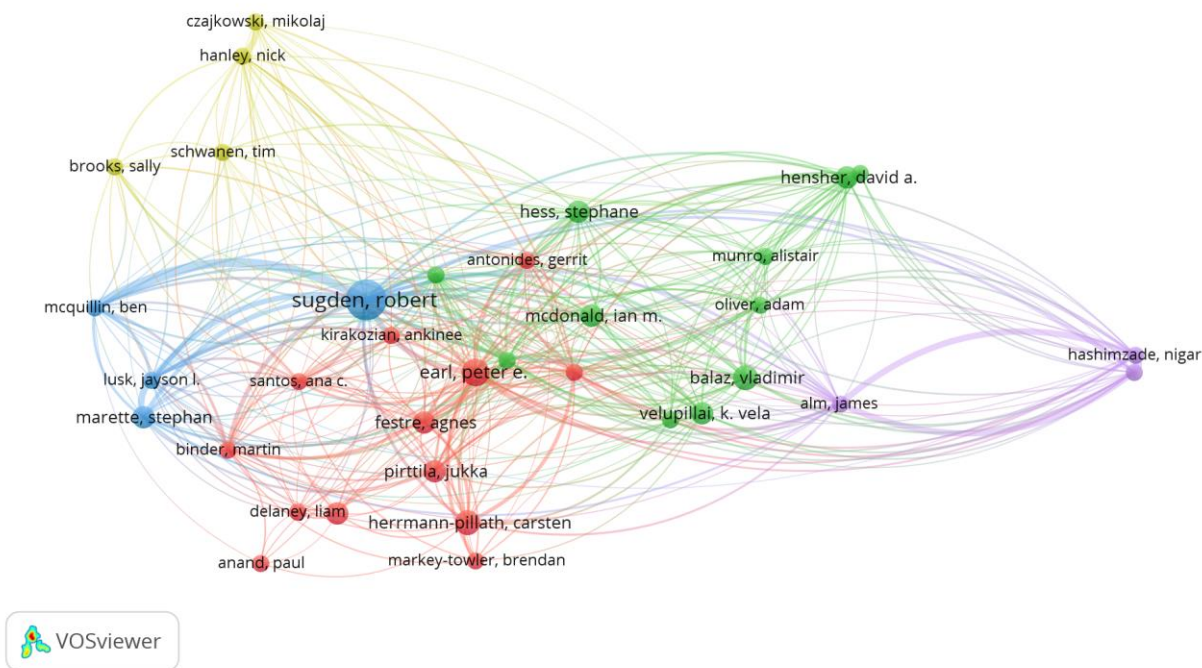 czajkowski, mikolaj
hanley, nick
schwanen, tim
brooks, sally
hensher, david a.
hess, stephane
antonides, gerrit
munro, alistair
sugden, robert
mcquillin, ben
oliver, adam
mcdonald, ian m.
kirakozian, ankinee
hashimzade, nigar
earl, peter e.
lusk, jayson l.
santos, ana c.
balaz, vladimir
alm, james
marette, stephan
festre, agnes
velupillai, k. vela
binder, martin
pirttila, jukka
delaney, liam
herrmann-pillath, carsten
anand, paul
markey-towler, brendan
VOSviewer